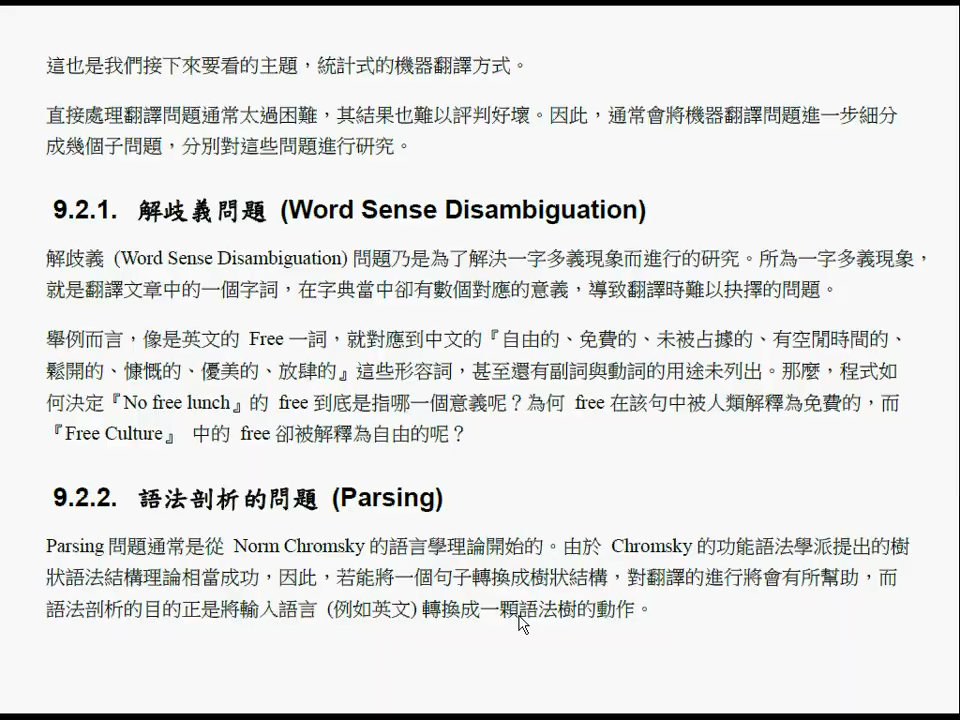 這也是我們接下來要看的主題，統計式的機器翻譯方式。
直接處理翻譯問題通常太過困難，其結果也難以評判好壞。因此，通常會將機器翻譯問題進一步細分
成幾個子問題，分別對這些問題進行研究。
9.2.1. 解歧義問題 (Word Sense Disambiguation)
解歧義 (Word Sense Disambiguation) 問題乃是為了解決一字多義現象而進行的研究。所為一字多義現象，
就是翻譯文章中的一個字詞，在字典當中卻有數個對應的意義，導致翻譯時難以抉擇的問題。
舉例而言，像是英文的 Free 一詞，就對應到中文的『自由的、免費的、未被占據的、有空閒時間的、
鬆開的、慷慨的、優美的、放肆的』這些形容詞，甚至還有副詞與動詞的用途未列出。那麼，程式如
何決定『No free lunch』的 free 到底是指哪一個意義呢？為何 free 在該句中被人類解釋為免費的，而
『Free Culture』 中的 free 卻被解釋為自由的呢？
9.2.2. 語法剖析的問題 (Parsing)
Parsing 問題通常是從 Norm Chromsky 的語言學理論開始的。由於 Chromsky 的功能語法學派提出的樹
狀語法結構理論相當成功，因此，若能將一個句子轉換成樹狀結構，對翻譯的進行將會有所幫助，而
語法剖析的目的正是將輸入語言 (例如英文) 轉換成一顆語法樹的動作。